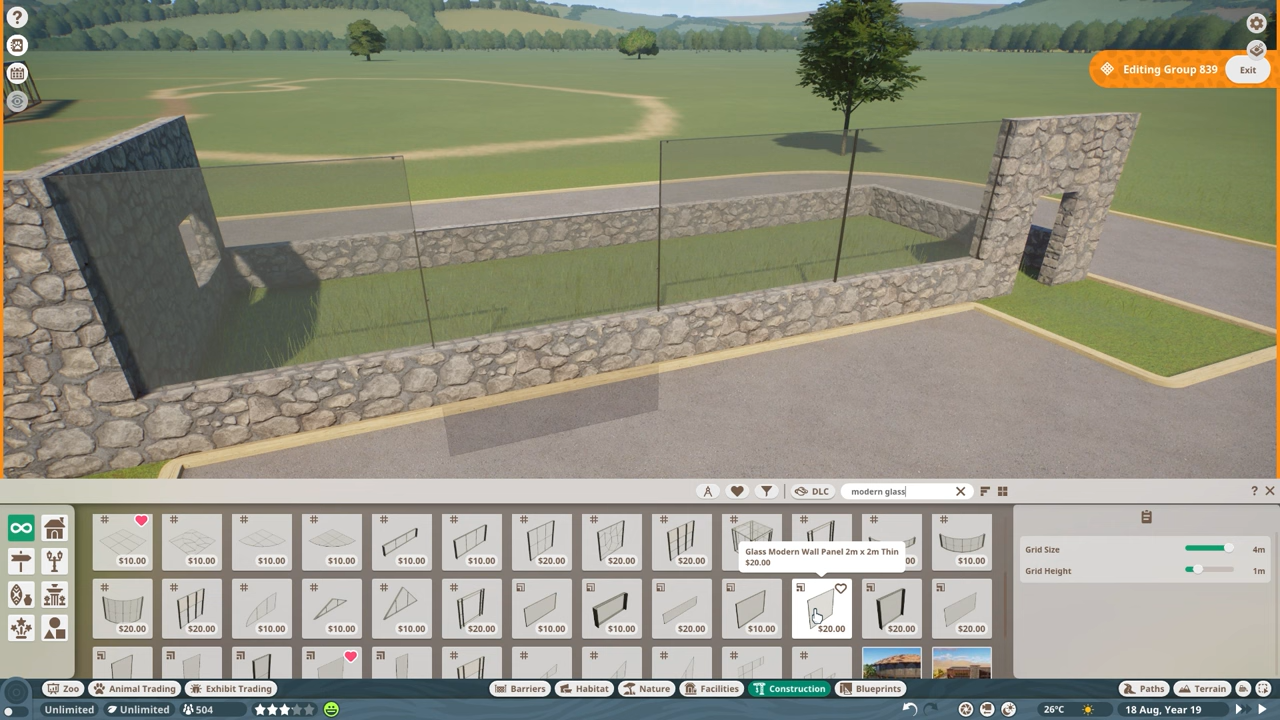 Editing Group 839
Exit
DLC
modern glass
?
$10.00
$10.00
$10.00
$10.00
$10.00
$10.00
$20.00
$20.00
$20.00
$10.00
Glass Modern Wall Panel 2m x 2m Thin
$20.00
$20.00
$20.00
$10.00
$10.00
$10.00
$20.00
$10.00
$10.00
$20.00
$10.00
$20.00
$20.00
$20.00
Grid Size
4m
Grid Height
1m
Zoo
Animal Trading
Exhibit Trading
Barriers
Habitat
Nature
Facilities
Construction
Blueprints
Paths
Terrain
Unlimited
Unlimited
504
26°C
18 Aug, Year 19